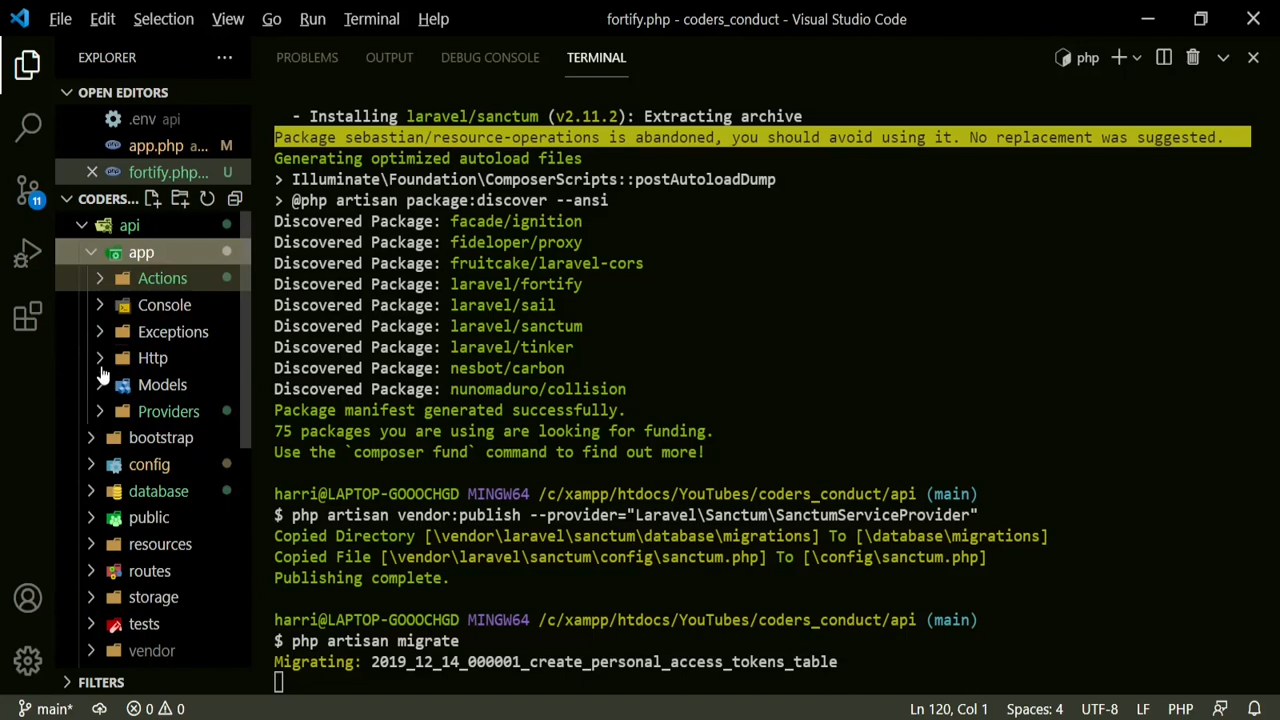 File Edit Selection View Go Run Terminal Help
fortify.php - coders_conduct - Visual Studio Code
EXPLORER
OPEN EDITORS
.env api
app.php a... M
fortify.php... U
CODERS...
api
app
Actions
Console
Exceptions
Http
Models
Providers
bootstrap
config
database
public
resources
routes
storage
tests
vendor
FILTERS
11
PROBLEMS OUTPUT DEBUG CONSOLE TERMINAL
php
- Installing laravel/sanctum (v2.11.2): Extracting archive
Package sebastian/resource-operations is abandoned, you should avoid using it. No replacement was suggested.
Generating optimized autoload files
> Illuminate\Foundation\ComposerScripts::postAutoloadDump
> @php artisan package:discover --ansi
Discovered Package: facade/ignition
Discovered Package: fideloper/proxy
Discovered Package: fruitcake/laravel-cors
Discovered Package: laravel/fortify
Discovered Package: laravel/sail
Discovered Package: laravel/sanctum
Discovered Package: laravel/tinker
Discovered Package: nesbot/carbon
Discovered Package: nunomaduro/collision
Package manifest generated successfully.
75 packages you are using are looking for funding.
Use the `composer fund` command to find out more!
harri@LAPTOP-GOOOCHGD MINGW64 /c/xampp/htdocs/YouTubes/coders_conduct/api (main)
$ php artisan vendor:publish --provider="Laravel\Sanctum\SanctumServiceProvider"
Copied Directory [\vendor\laravel\sanctum\database\migrations] To [\database\migrations]
Copied File [\vendor\laravel\sanctum\config\sanctum.php] To [\config\sanctum.php]
Publishing complete.
harri@LAPTOP-GOOOCHGD MINGW64 /c/xampp/htdocs/YouTubes/coders_conduct/api (main)
$ php artisan migrate
Migrating: 2019_12_14_000001_create_personal_access_tokens_table
main* 0 0
Ln 120, Col 1 Spaces: 4 UTF-8 LF PHP